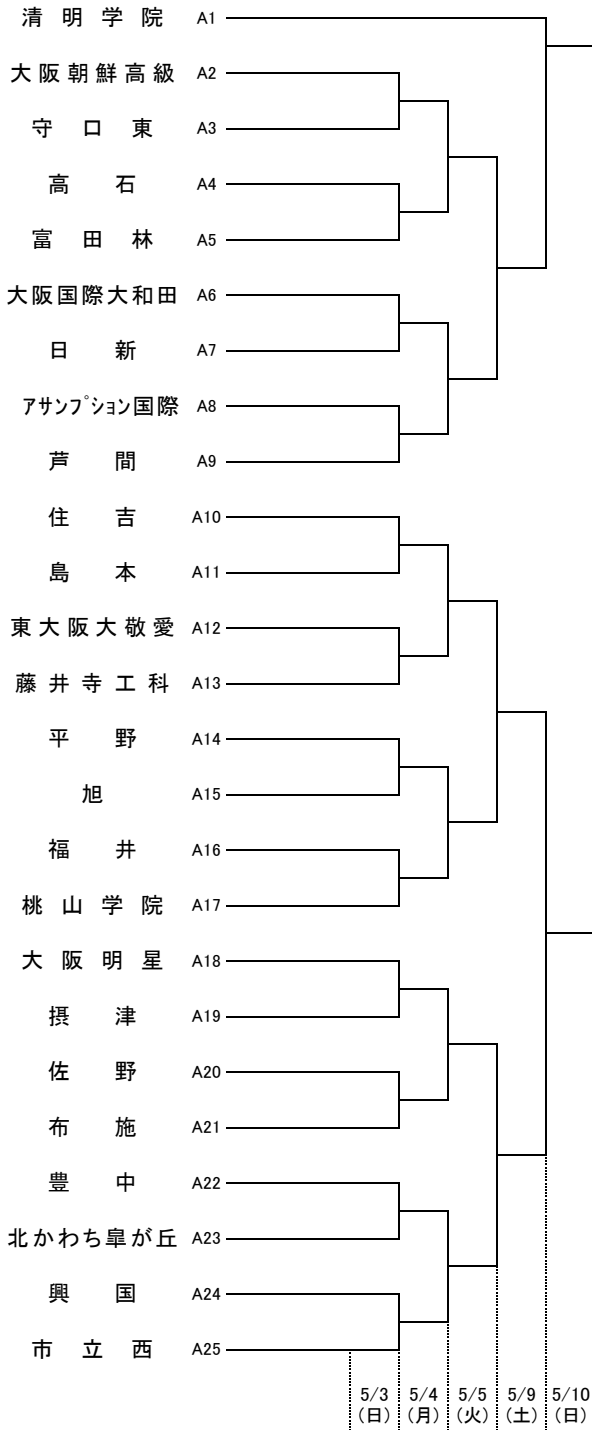 清明学院 A1
大阪朝鮮高級 A2
守口東 A3
高石 A4
富田林 A5
大阪国際大和田 A6
日新 A7
アサンプション国際 A8
芦間 A9
住吉 A10
島本 A11
東大阪大敬愛 A12
藤井寺工科 A13
平野 A14
旭 A15
福井 A16
桃山学院 A17
大阪明星 A18
摂津 A19
佐野 A20
布施 A21
豊中 A22
北かわち皐が丘 A23
興国 A24
市立西 A25
5/3 5/4 5/5 5/9 5/10
(日) (月) (火) (土) (日)